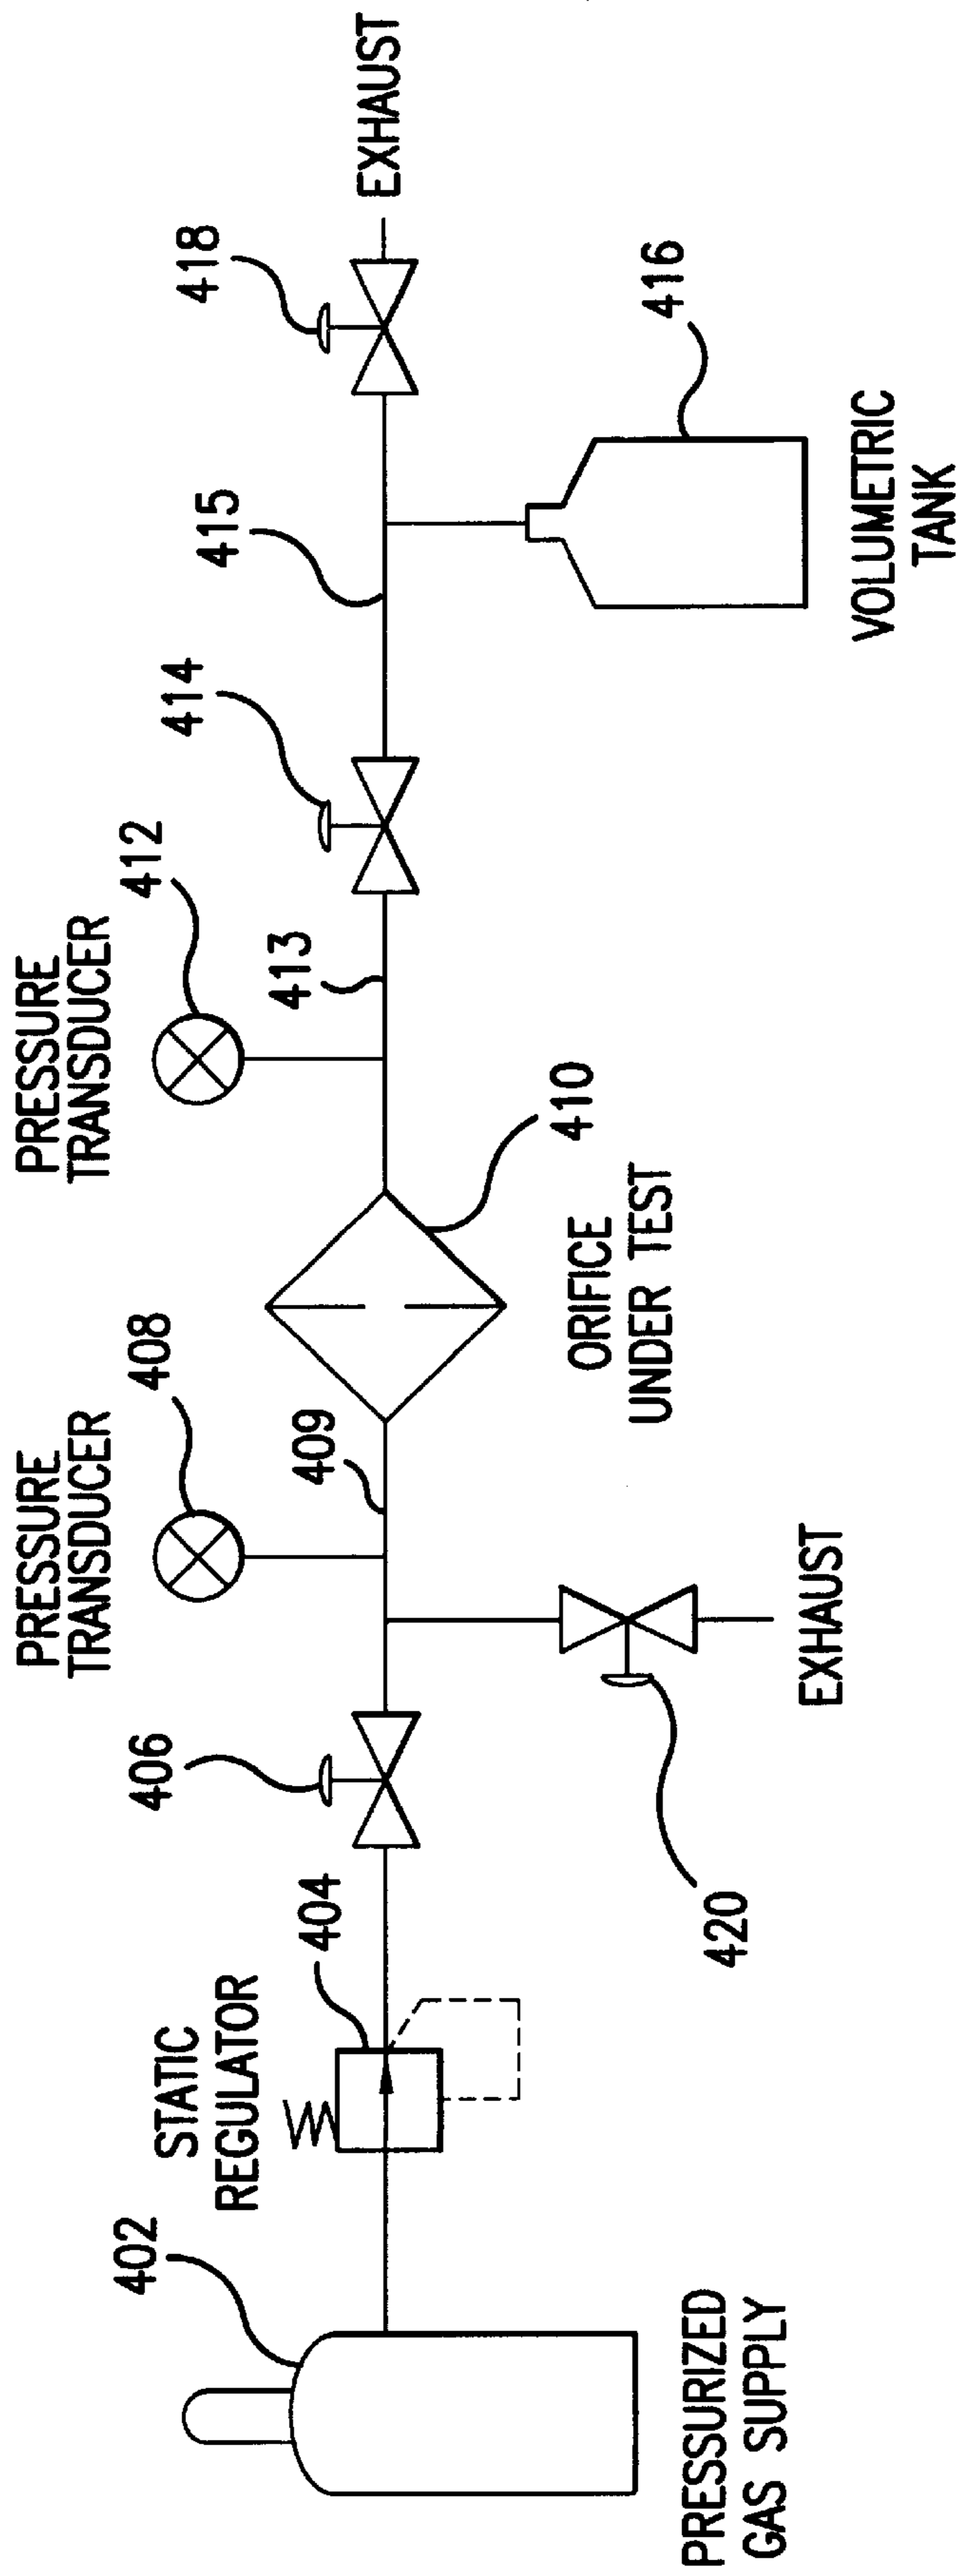 402
PRESSURIZED
GAS SUPPLY
STATIC
REGULATOR
404
406
420
EXHAUST
PRESSURE
TRANSDUCER
408
409
ORIFICE
UNDER TEST
410
PRESSURE
TRANSDUCER
412
413
414
415
VOLUMETRIC
TANK
416
418
EXHAUST